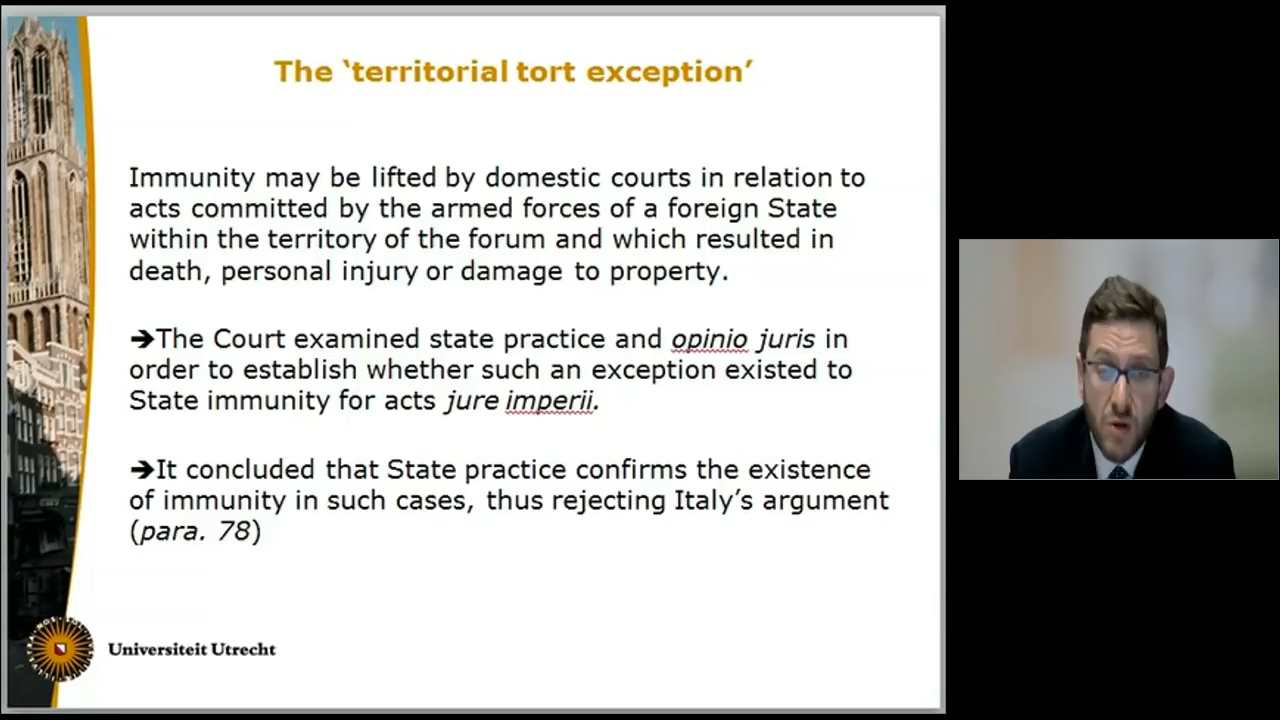 The ‘territorial tort exception’
Immunity may be lifted by domestic courts in relation to
acts committed by the armed forces of a foreign State
within the territory of the forum and which resulted in
death, personal injury or damage to property.
➔The Court examined state practice and opinio juris in
order to establish whether such an exception existed to
State immunity for acts jure imperii.
➔It concluded that State practice confirms the existence
of immunity in such cases, thus rejecting Italy’s argument
(para. 78)
Universiteit Utrecht